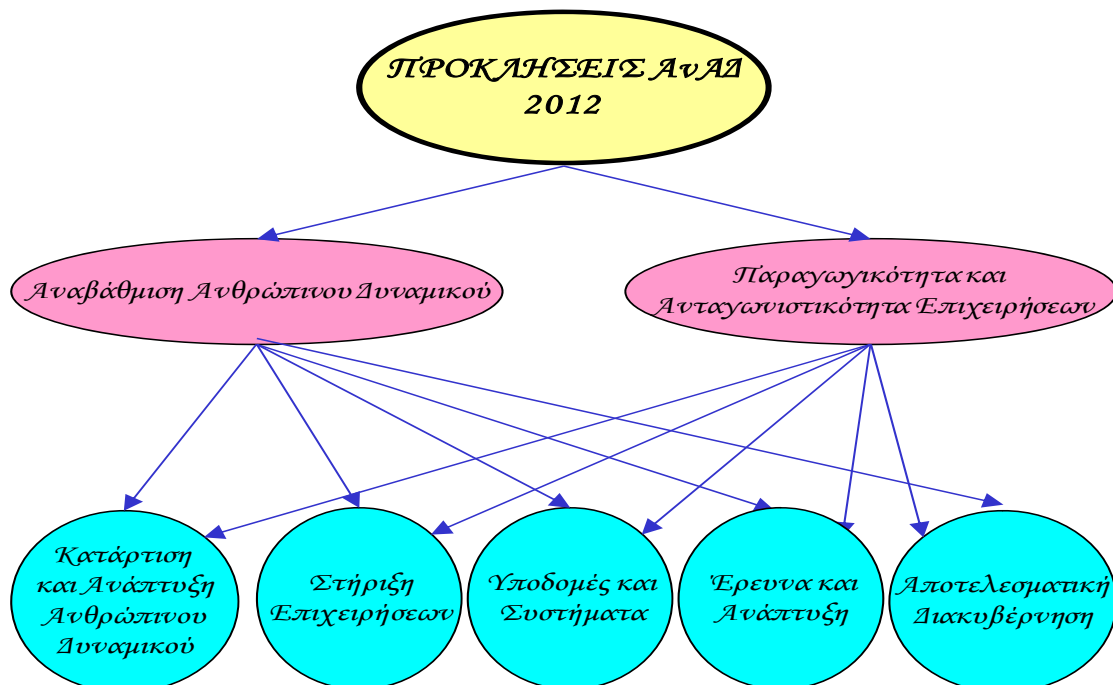 ΠΡΟΚΛΗΣΕΙΣ ΑνΑΔ
2012
Αναβάθμιση Ανθρώπινου Δυναμικού
Παραγωγικότητα και
Ανταγωνιστικότητα Επιχειρήσεων
Κατάρτιση
και Ανάπτυξη
Ανθρώπινου
Δυναμικού
Στήριξη
Επιχειρήσεων
Υποδομές και
Συστήματα
Έρευνα και
Ανάπτυξη
Αποτελεσματική
Διακυβέρνηση